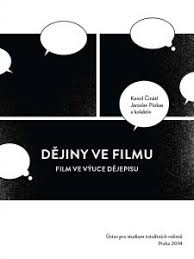 Kamil Činátl
Jaroslav Pinkas
a kolektiv
DĚJINY VE FILMU
FILM VE VÝUCE DĚJEPISU
Ústav pro studium totalitních režimů
Praha 2014